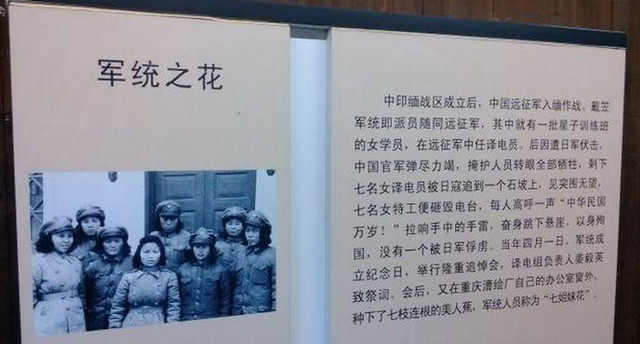 军统之花
中印缅战区成立后，中国远征军入缅作战。戴笠
军统即派员随同远征军，其中就有一批星子训练班
的女学员，在远征军中任译电员。后因遭日军伏击，
中国官军弹尽力竭，掩护人员转眼全部牺牲，剩下
七名女译电员被日寇追到一个石坡上，见突围无望，
七名女特工便砸毁电台，每人高呼一声“中华民国
万岁！”拉响手中的手雷，奋身跳下悬崖，以身殉
国，没有一个被日军俘虏。当年四月一日，军统成
立纪念日，举行隆重追悼会，译电组负责人姜毅英
致祭词。会后，又在重庆漕绘厂自己的办公室窗外，
种下了七枝连根的美人蕉，军统人员称为“七姐妹花”。